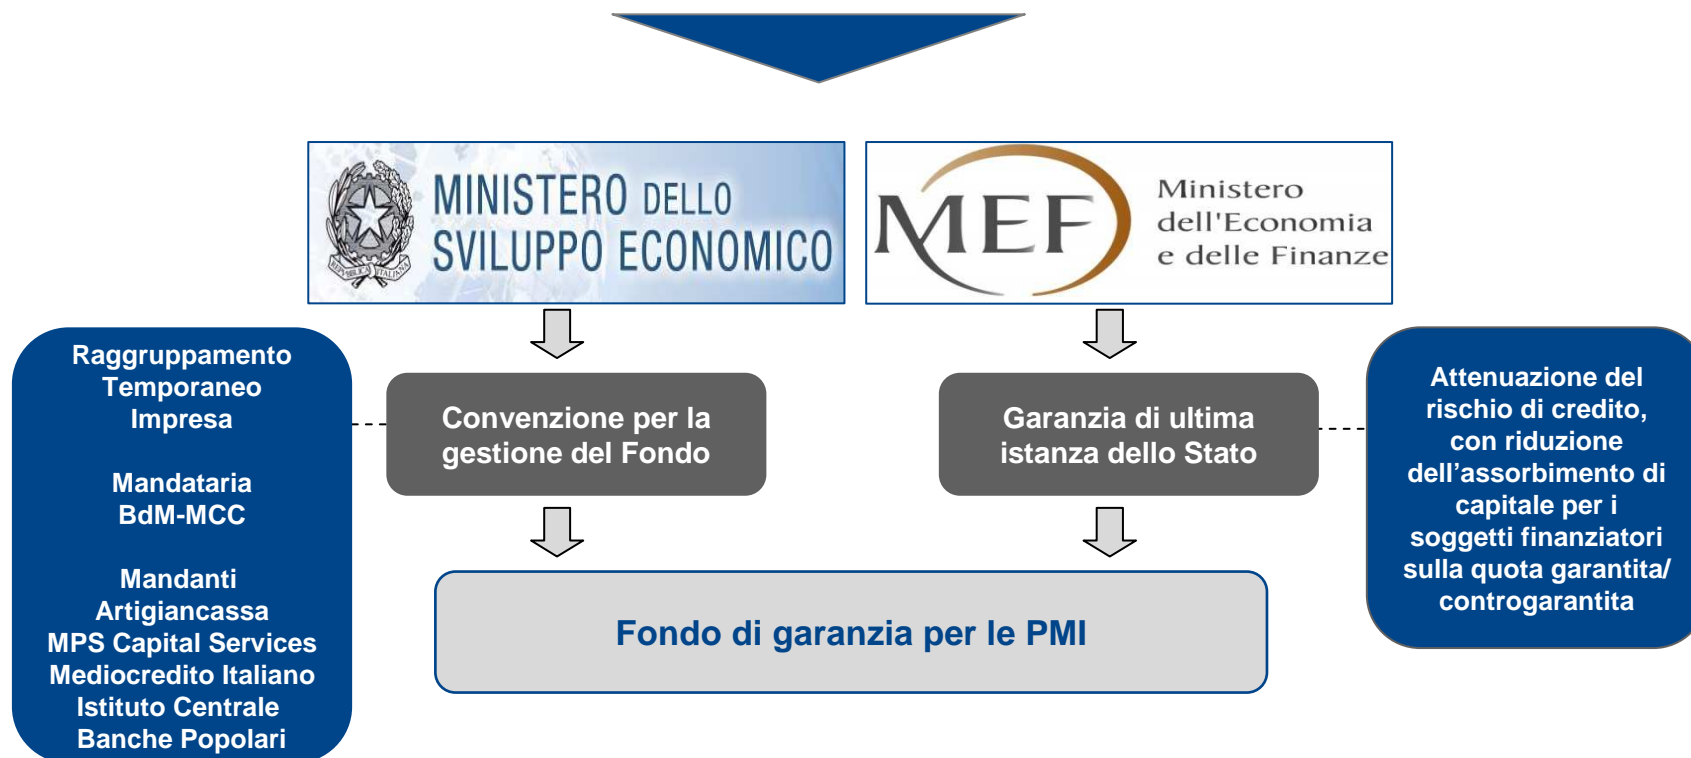 MINISTERO DELLO
SVILUPPO ECONOMICO
REPVBBLICA ITALIANA
MEF
Ministero
dell'Economia
e delle Finanze
Raggruppamento
Temporaneo
Impresa
Mandataria
BdM-MCC
Mandanti
Artigiancassa
MPS Capital Services
Mediocredito Italiano
Istituto Centrale
Banche Popolari
Convenzione per la
gestione del Fondo
Garanzia di ultima
istanza dello Stato
Attenuazione del
rischio di credito,
con riduzione
dell’assorbimento di
capitale per i
soggetti finanziatori
sulla quota garantita/
controgarantita
Fondo di garanzia per le PMI